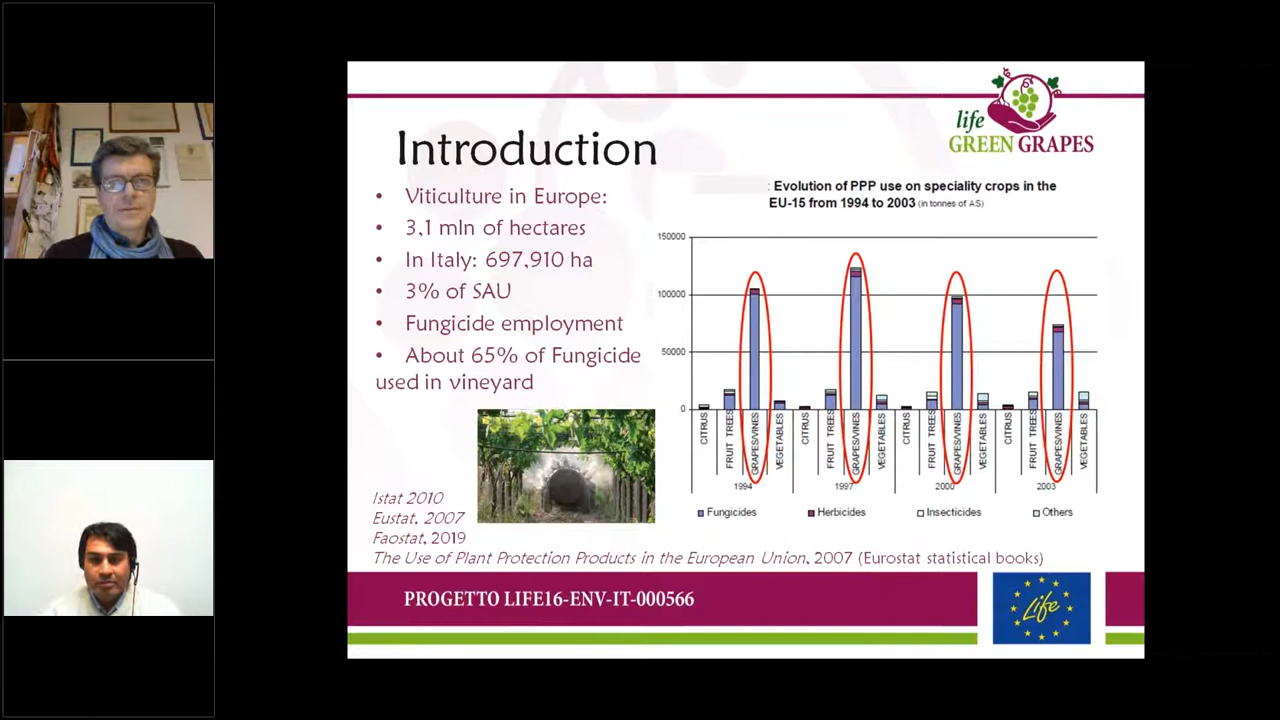 life
GREEN GRAPES
Introduction
• Viticulture in Europe:
• 3,1 mln of hectares
• In Italy: 697,910 ha
• 3% of SAU
• Fungicide employment
• About 65% of Fungicide
used in vineyard
: Evolution of PPP use on speciality crops in the
EU-15 from 1994 to 2003 (in tonnes of AS)
150000
100000
50000
0
CITRUS
FRUIT TREES
GRAPES/VINES
VEGETABLES
CITRUS
FRUIT TREES
GRAPES/VINES
VEGETABLES
CITRUS
FRUIT TREES
GRAPES/VINES
VEGETABLES
CITRUS
FRUIT TREES
GRAPES/VINES
VEGETABLES
1994
1997
2000
2003
Fungicides
Herbicides
Insecticides
Others
Istat 2010
Eustat, 2007
Faostat, 2019
The Use of Plant Protection Products in the European Union, 2007 (Eurostat statistical books)
PROGETTO LIFE16-ENV-IT-000566
Life